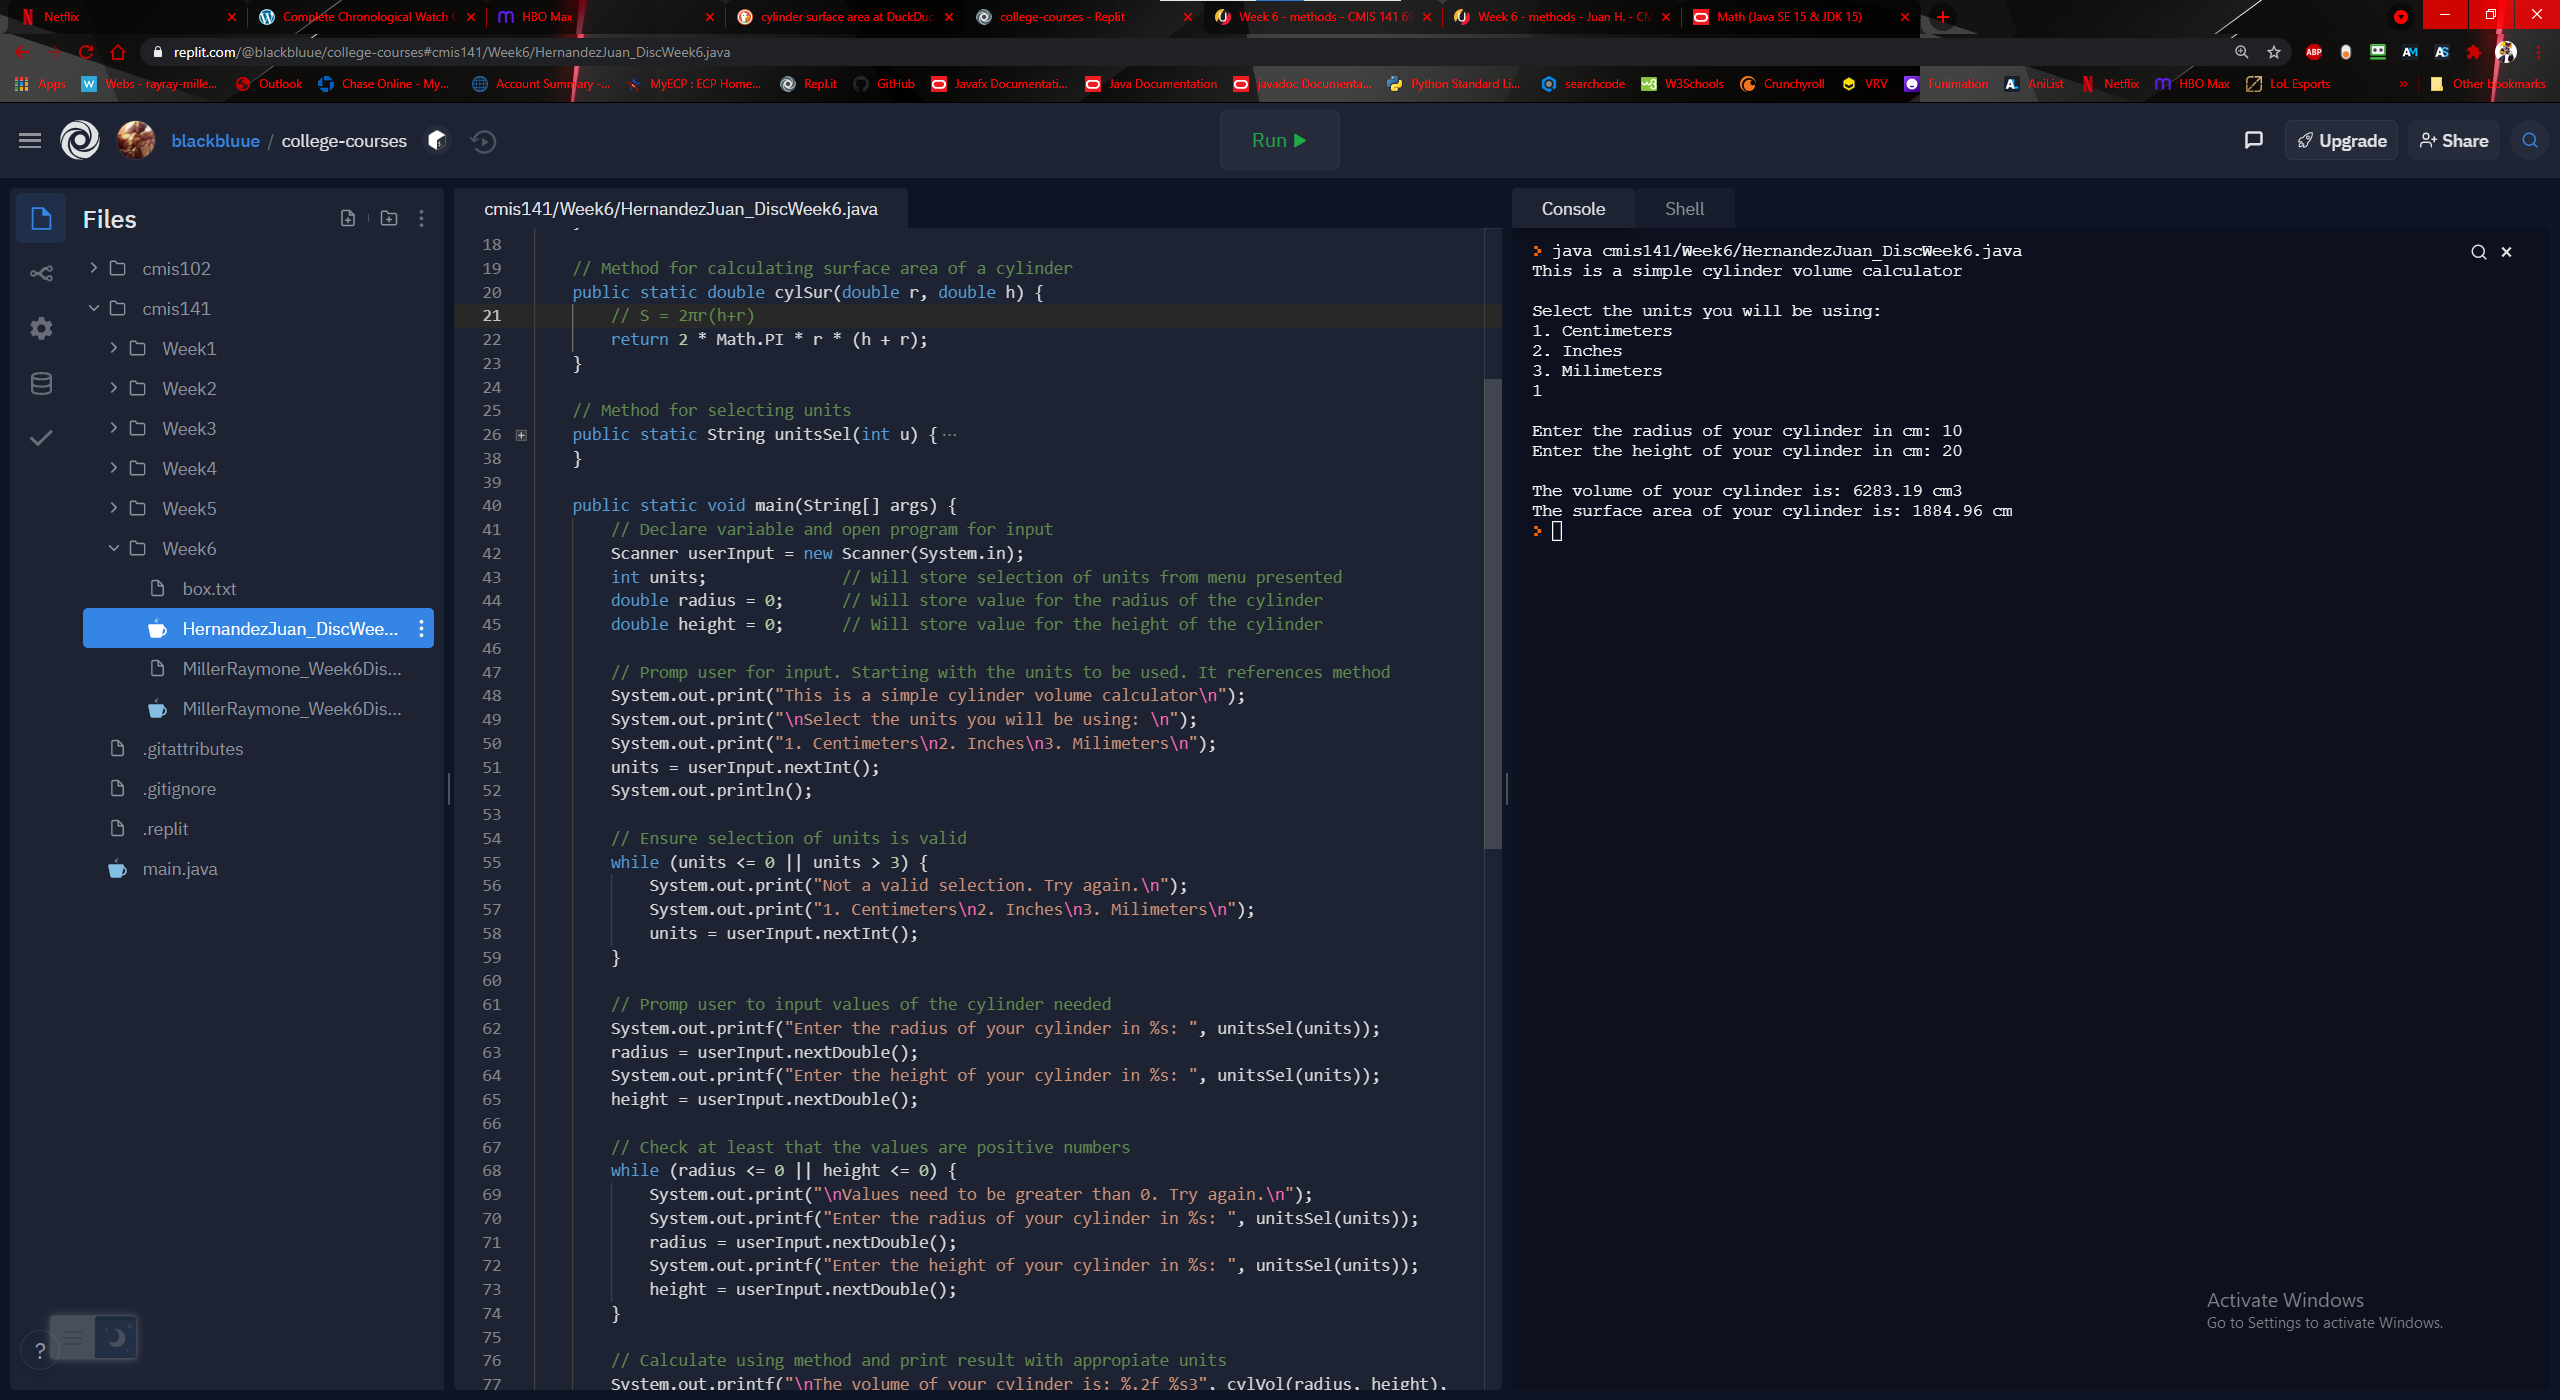 Netflix
Complete Chronological Watch
HBO Max
cylinder surface area at DuckDuc
college-courses - Replit
Week 6 - methods - CMIS 141 6
Week 6 - methods - Juan H. - CM
Math (Java SE 15 & JDK 15)
replit.com/@blackbluue/college-courses#cmis141/Week6/HernandezJuan_DiscWeek6.java
Apps
Webs - rayray-mille...
Outlook
Chase Online - My...
Account Summary -...
MyECP : ECP Home...
RepLit
GitHub
Javafx Documentati...
Java Documentation
javadoc Documenta...
Python Standard Li...
searchcode
W3Schools
Crunchyroll
VRV
Funimation
AniList
Netflix
HBO Max
LoL Esports
Other bookmarks
blackbluue / college-courses
Run
Upgrade
Share
Files
cmis102
cmis141
Week1
Week2
Week3
Week4
Week5
Week6
box.txt
HernandezJuan_DiscWee...
MillerRaymone_Week6Dis...
MillerRaymone_Week6Dis...
.gitattributes
.gitignore
.replit
main.java
?
cmis141/Week6/HernandezJuan_DiscWeek6.java
18
19 // Method for calculating surface area of a cylinder
20 public static double cylSur(double r, double h) {
21 // S = 2πr(h+r)
22 return 2 * Math.PI * r * (h + r);
23 }
24
25 // Method for selecting units
26 public static String unitsSel(int u) {···
38 }
39
40 public static void main(String[] args) {
41 // Declare variable and open program for input
42 Scanner userInput = new Scanner(System.in);
43 int units; // Will store selection of units from menu presented
44 double radius = 0; // Will store value for the radius of the cylinder
45 double height = 0; // Will store value for the height of the cylinder
46
47 // Promp user for input. Starting with the units to be used. It references method
48 System.out.print("This is a simple cylinder volume calculator\n");
49 System.out.print("\nSelect the units you will be using: \n");
50 System.out.print("1. Centimeters\n2. Inches\n3. Milimeters\n");
51 units = userInput.nextInt();
52 System.out.println();
53
54 // Ensure selection of units is valid
55 while (units <= 0 || units > 3) {
56 System.out.print("Not a valid selection. Try again.\n");
57 System.out.print("1. Centimeters\n2. Inches\n3. Milimeters\n");
58 units = userInput.nextInt();
59 }
60
61 // Promp user to input values of the cylinder needed
62 System.out.printf("Enter the radius of your cylinder in %s: ", unitsSel(units));
63 radius = userInput.nextDouble();
64 System.out.printf("Enter the height of your cylinder in %s: ", unitsSel(units));
65 height = userInput.nextDouble();
66
67 // Check at least that the values are positive numbers
68 while (radius <= 0 || height <= 0) {
69 System.out.print("\nValues need to be greater than 0. Try again.\n");
70 System.out.printf("Enter the radius of your cylinder in %s: ", unitsSel(units));
71 radius = userInput.nextDouble();
72 System.out.printf("Enter the height of your cylinder in %s: ", unitsSel(units));
73 height = userInput.nextDouble();
74 }
75
76 // Calculate using method and print result with appropiate units
77 System.out.printf("\nThe volume of your cylinder is: %.2f %s3", cylVol(radius, height),
Console
Shell
java cmis141/Week6/HernandezJuan_DiscWeek6.java
This is a simple cylinder volume calculator
Select the units you will be using:
1. Centimeters
2. Inches
3. Milimeters
1
Enter the radius of your cylinder in cm: 10
Enter the height of your cylinder in cm: 20
The volume of your cylinder is: 6283.19 cm3
The surface area of your cylinder is: 1884.96 cm
Activate Windows
Go to Settings to activate Windows.